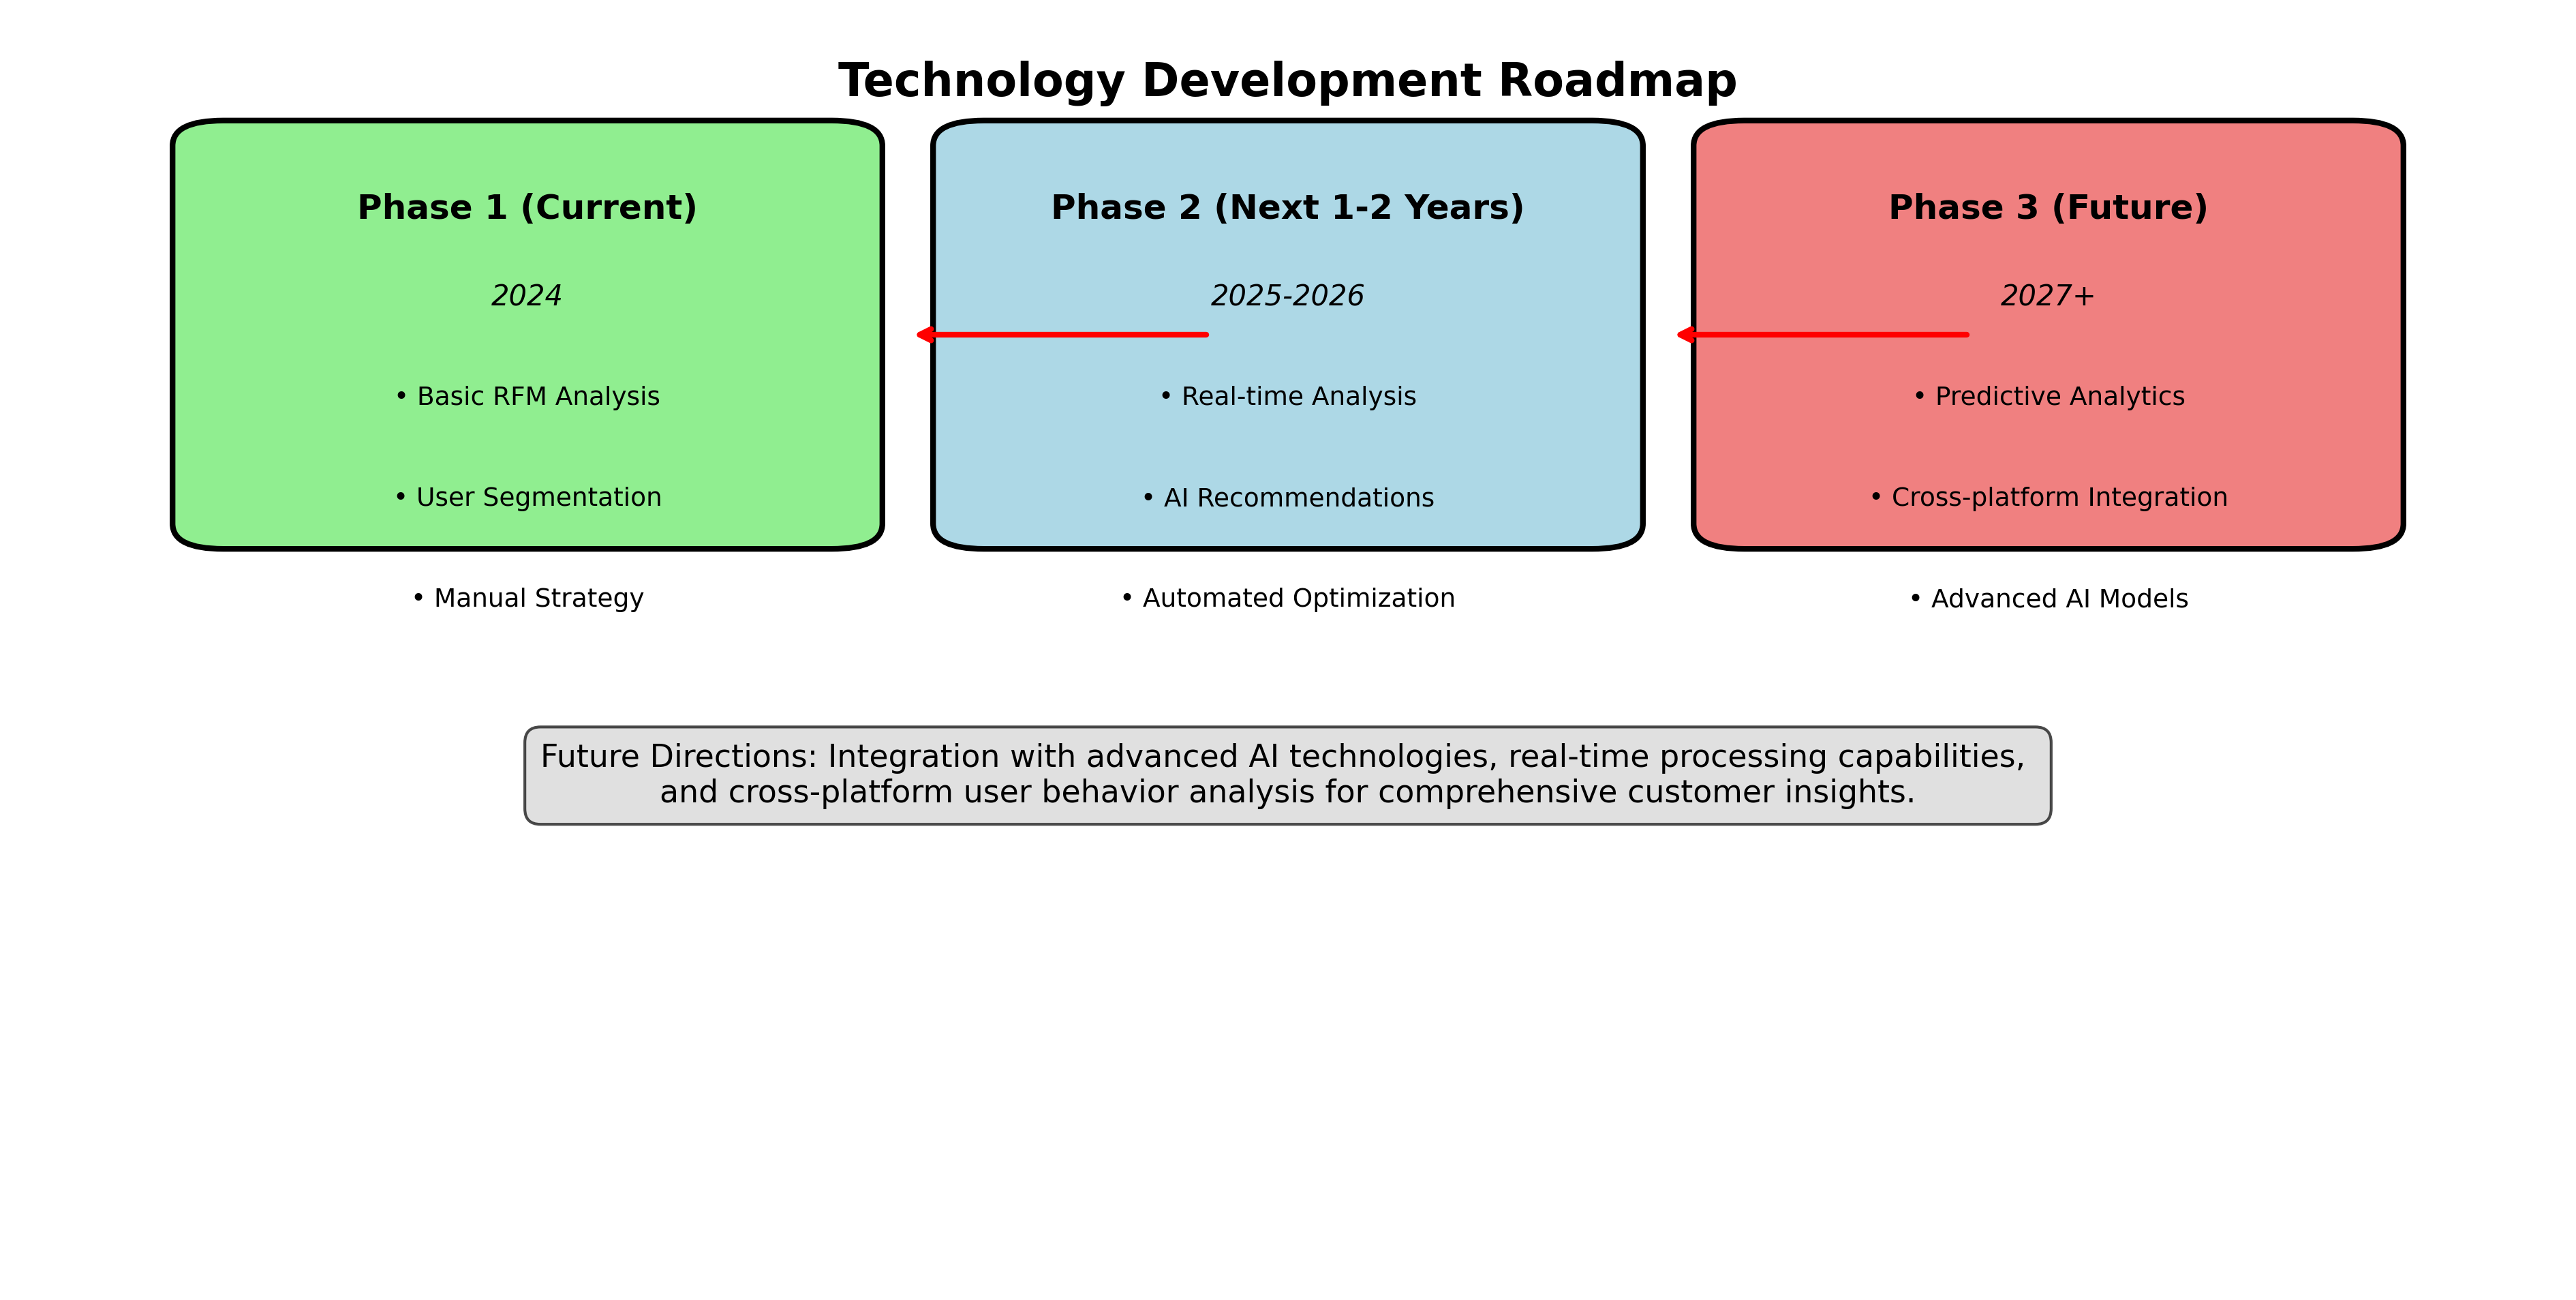 Technology Development Roadmap
Phase 1 (Current)
2024
• Basic RFM Analysis
• User Segmentation
• Manual Strategy
Phase 2 (Next 1-2 Years)
2025-2026
• Real-time Analysis
• AI Recommendations
• Automated Optimization
Phase 3 (Future)
2027+
• Predictive Analytics
• Cross-platform Integration
• Advanced AI Models
Future Directions: Integration with advanced AI technologies, real-time processing capabilities,
and cross-platform user behavior analysis for comprehensive customer insights.